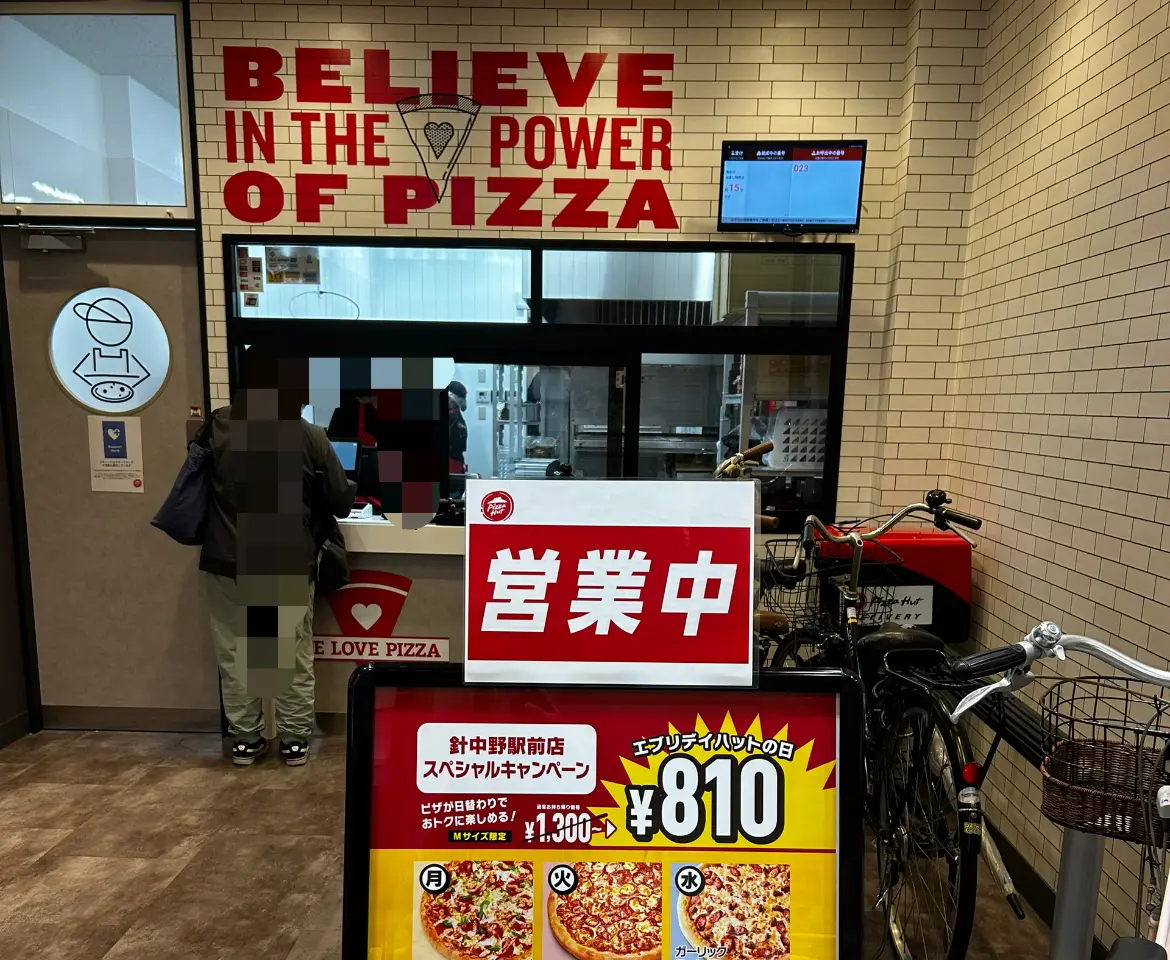 BELIEVE
IN THE POWER
OF PIZZA
023
15
Pizza Hut
営業中
E LOVE PIZZA
Pizza Hut
針中野駅前店
スペシャルキャンペーン
ピザが日替わりで
おトクに楽しめる!
Mサイズ限定
¥1,300~
エブリデイハットの日
¥810
月
火
水
ガーリック